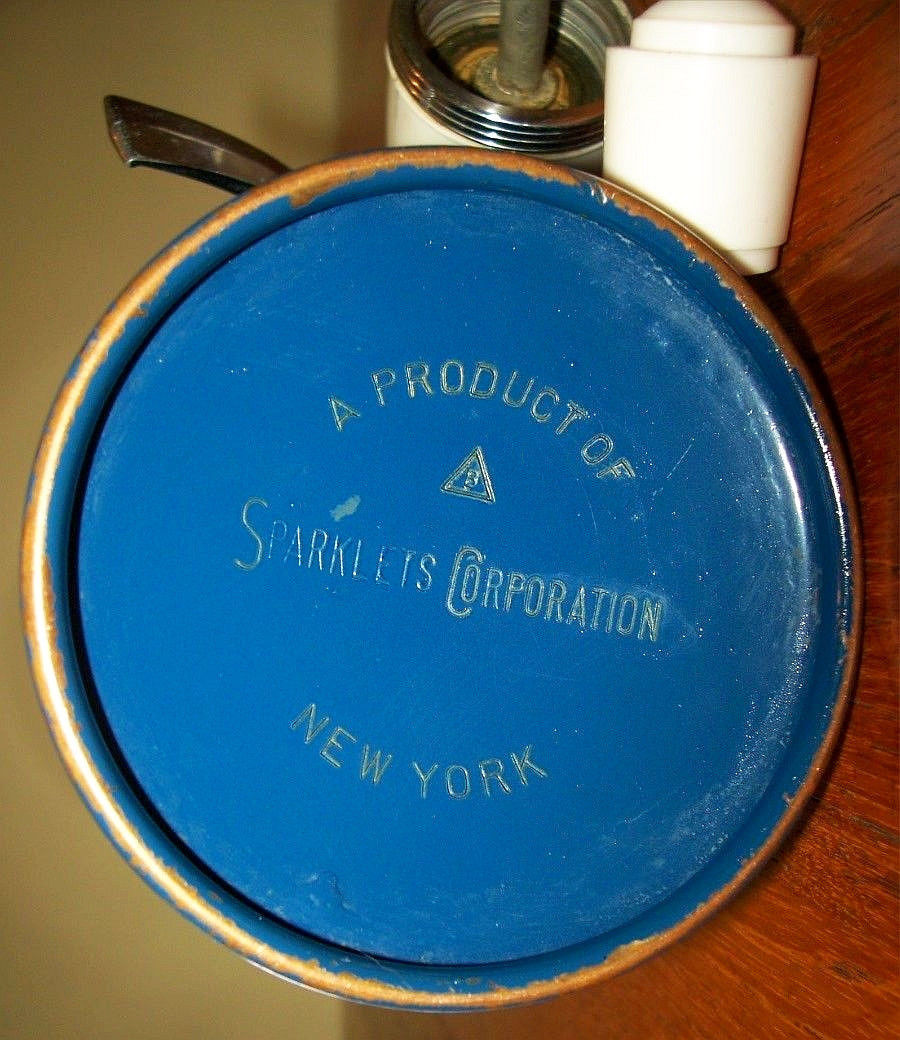 A PRODUCT OF
B
SPARKLETS CORPORATION
NEW YORK